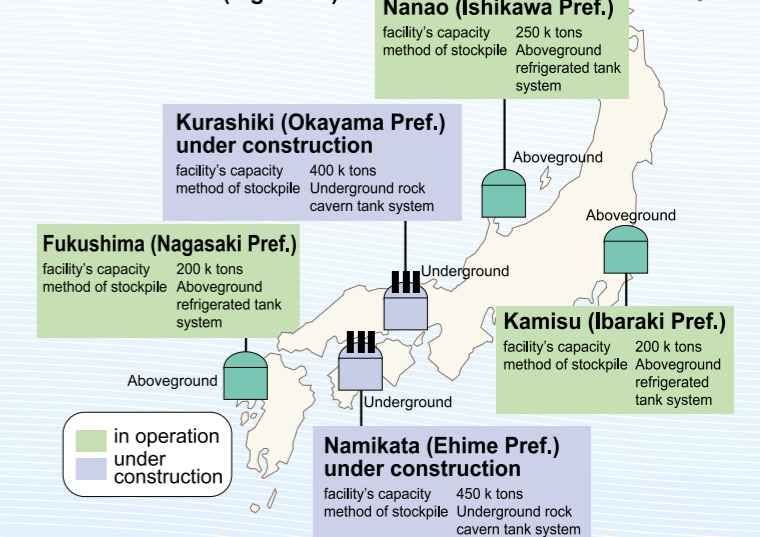 Nanao (Ishikawa Pref.)
facility's capacity 250 k tons
method of stockpile Aboveground
refrigerated tank
system
Kurashiki (Okayama Pref.)
under construction
facility's capacity 400 k tons
method of stockpile Underground rock
cavern tank system
Aboveground
Aboveground
Fukushima (Nagasaki Pref.)
facility's capacity 200 k tons
method of stockpile Aboveground
refrigerated tank
system
Underground
Kamisu (Ibaraki Pref.)
facility's capacity 200 k tons
method of stockpile Aboveground
refrigerated
tank system
Aboveground
Underground
in operation
under
construction
Namikata (Ehime Pref.)
under construction
facility's capacity 450 k tons
method of stockpile Underground rock
cavern tank system